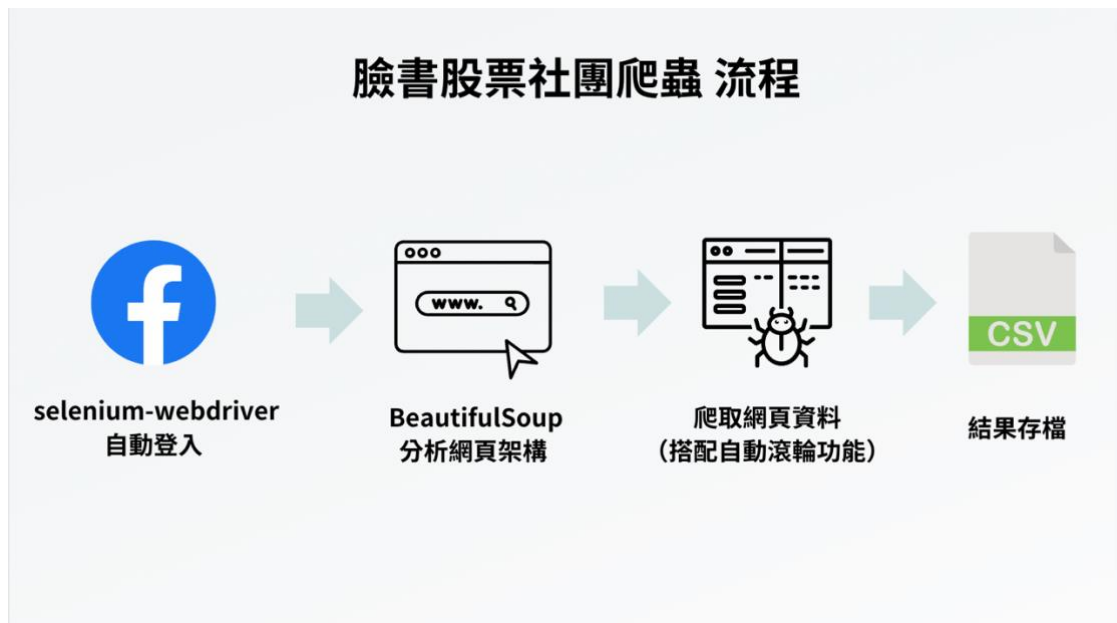 臉書股票社團爬蟲 流程
www.
CSV
selenium-webdriver
自動登入
BeautifulSoup
分析網頁架構
爬取網頁資料
（搭配自動滾輪功能）
結果存檔